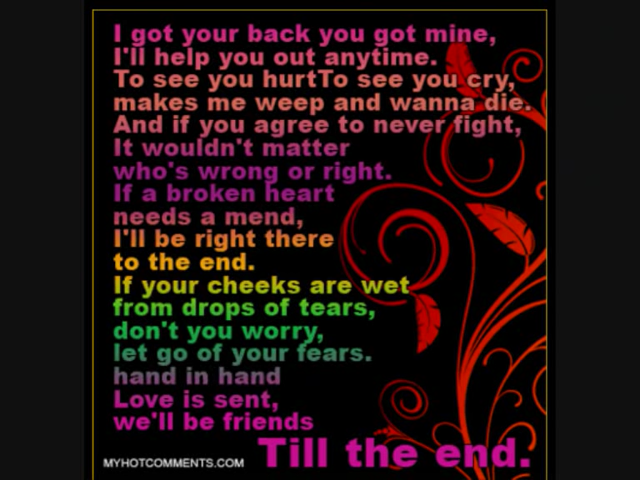 I got your back you got mine,
I'll help you out anytime.
To see you hurtTo see you cry,
makes me weep and wanna die.
And if you agree to never fight,
It wouldn't matter
who's wrong or right.
If a broken heart
needs a mend,
I'll be right there
to the end.
If your cheeks are wet
from drops of tears,
don't you worry,
let go of your fears.
hand in hand
Love is sent,
we'll be friends
Till the end.
MYHOTCOMMENTS.COM